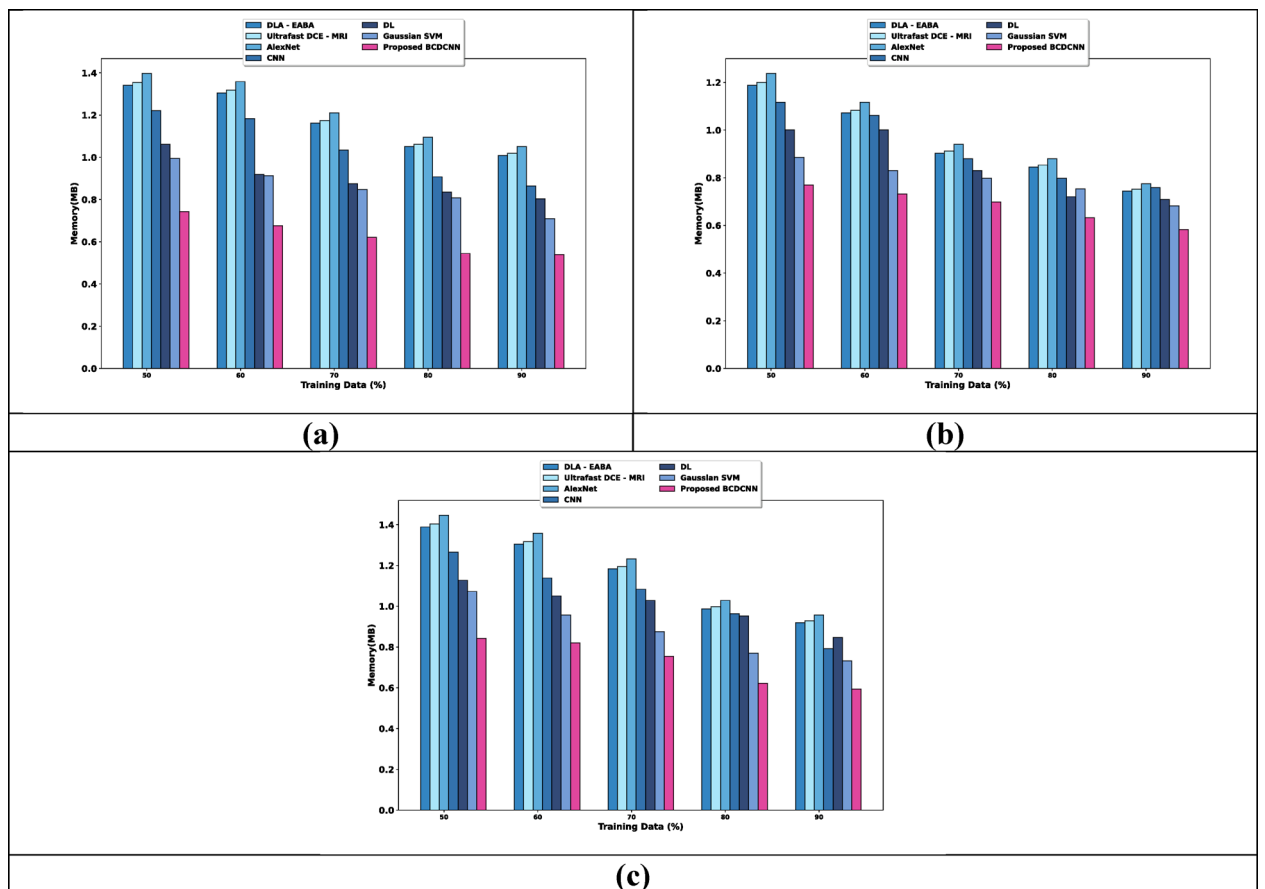 DLA - EABA
Ultrafast DCE - MRI
AlexNet
CNN
DL
Gaussian SVM
Proposed BCDCNN
Memory(MB)
1.4
1.2
1.0
0.8
0.6
0.4
0.2
0.0
50 60 70 80 90
Training Data (%)
(a)
DLA - EABA
Ultrafast DCE - MRI
AlexNet
CNN
DL
Gaussian SVM
Proposed BCDCNN
Memory(MB)
1.2
1.0
0.8
0.6
0.4
0.2
0.0
50 60 70 80 90
Training Data (%)
(b)
DLA - EABA
Ultrafast DCE - MRI
AlexNet
CNN
DL
Gaussian SVM
Proposed BCDCNN
Memory(MB)
1.4
1.2
1.0
0.8
0.6
0.4
0.2
0.0
50 60 70 80 90
Training Data (%)
(c)